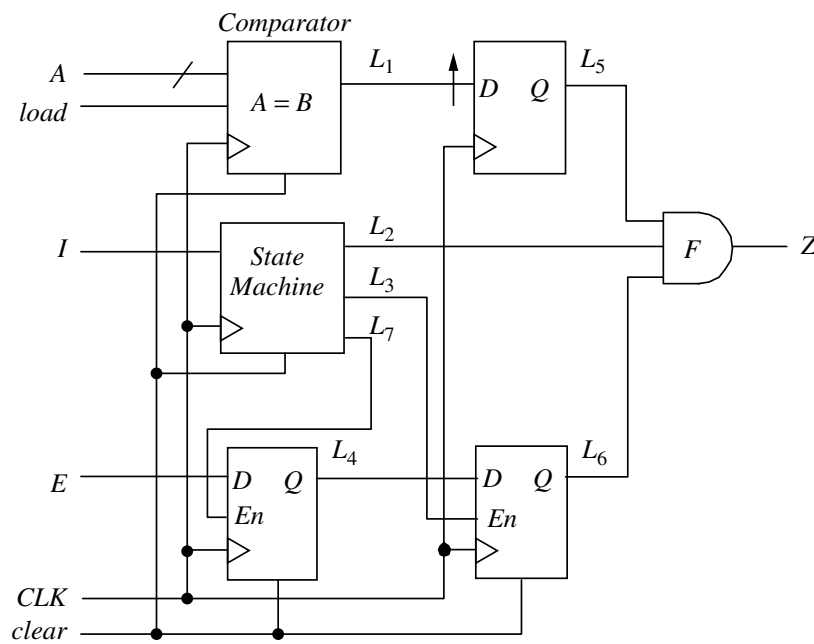 Comparator
A
load
A = B
L₁
D
Q
L₅
I
State
Machine
L₂
L₃
L₇
F
Z
E
D
Q
En
L₄
D
Q
En
L₆
CLK
clear